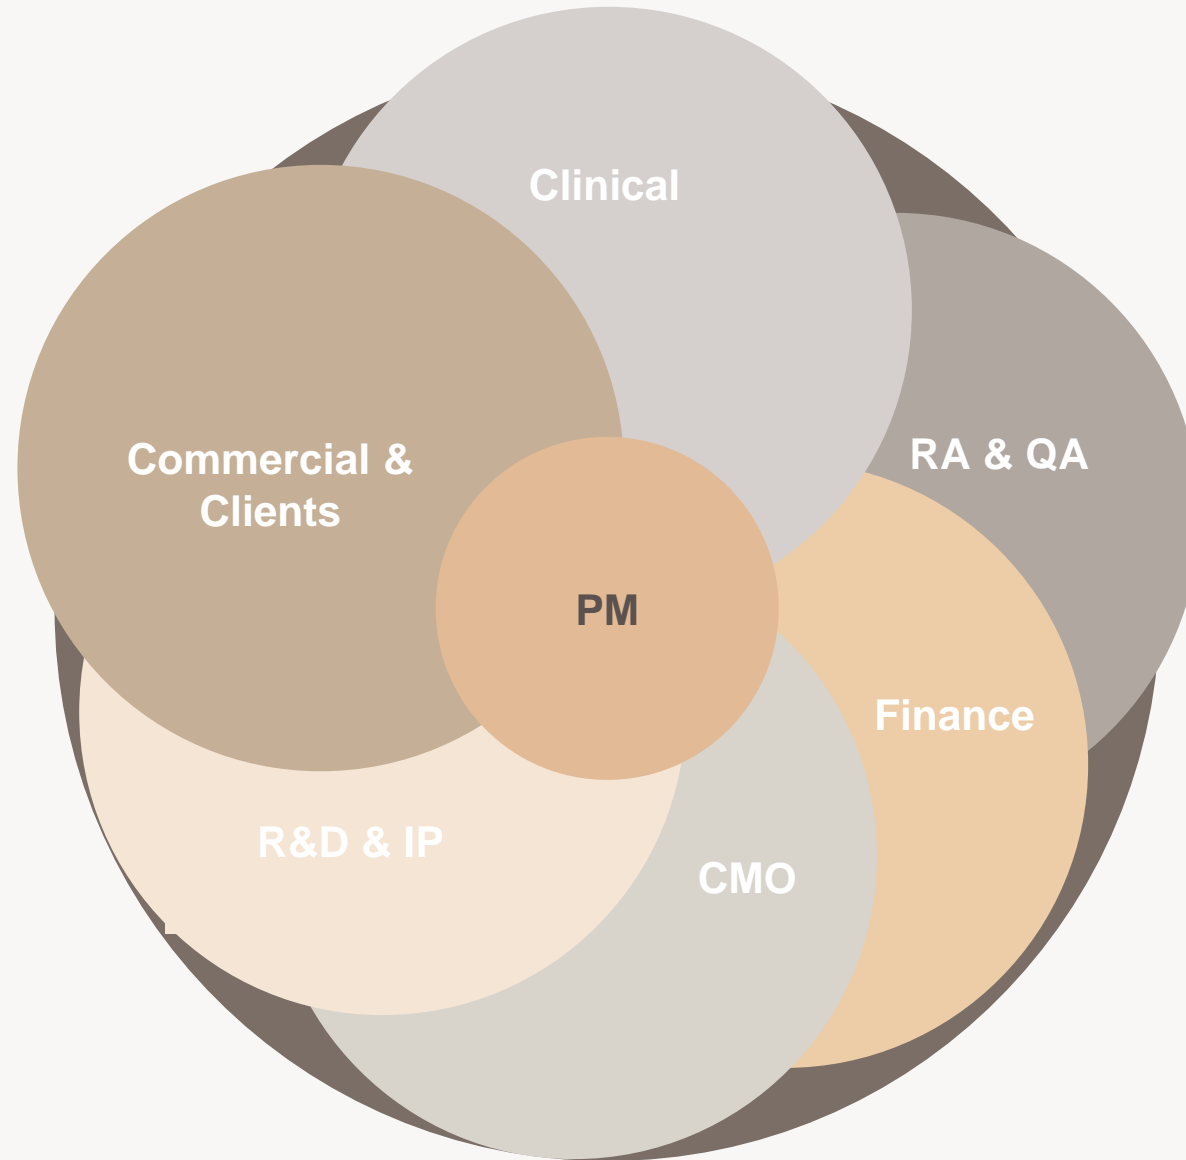 Clinical
Commercial &
Clients
RA & QA
PM
Finance
R&D & IP
CMO